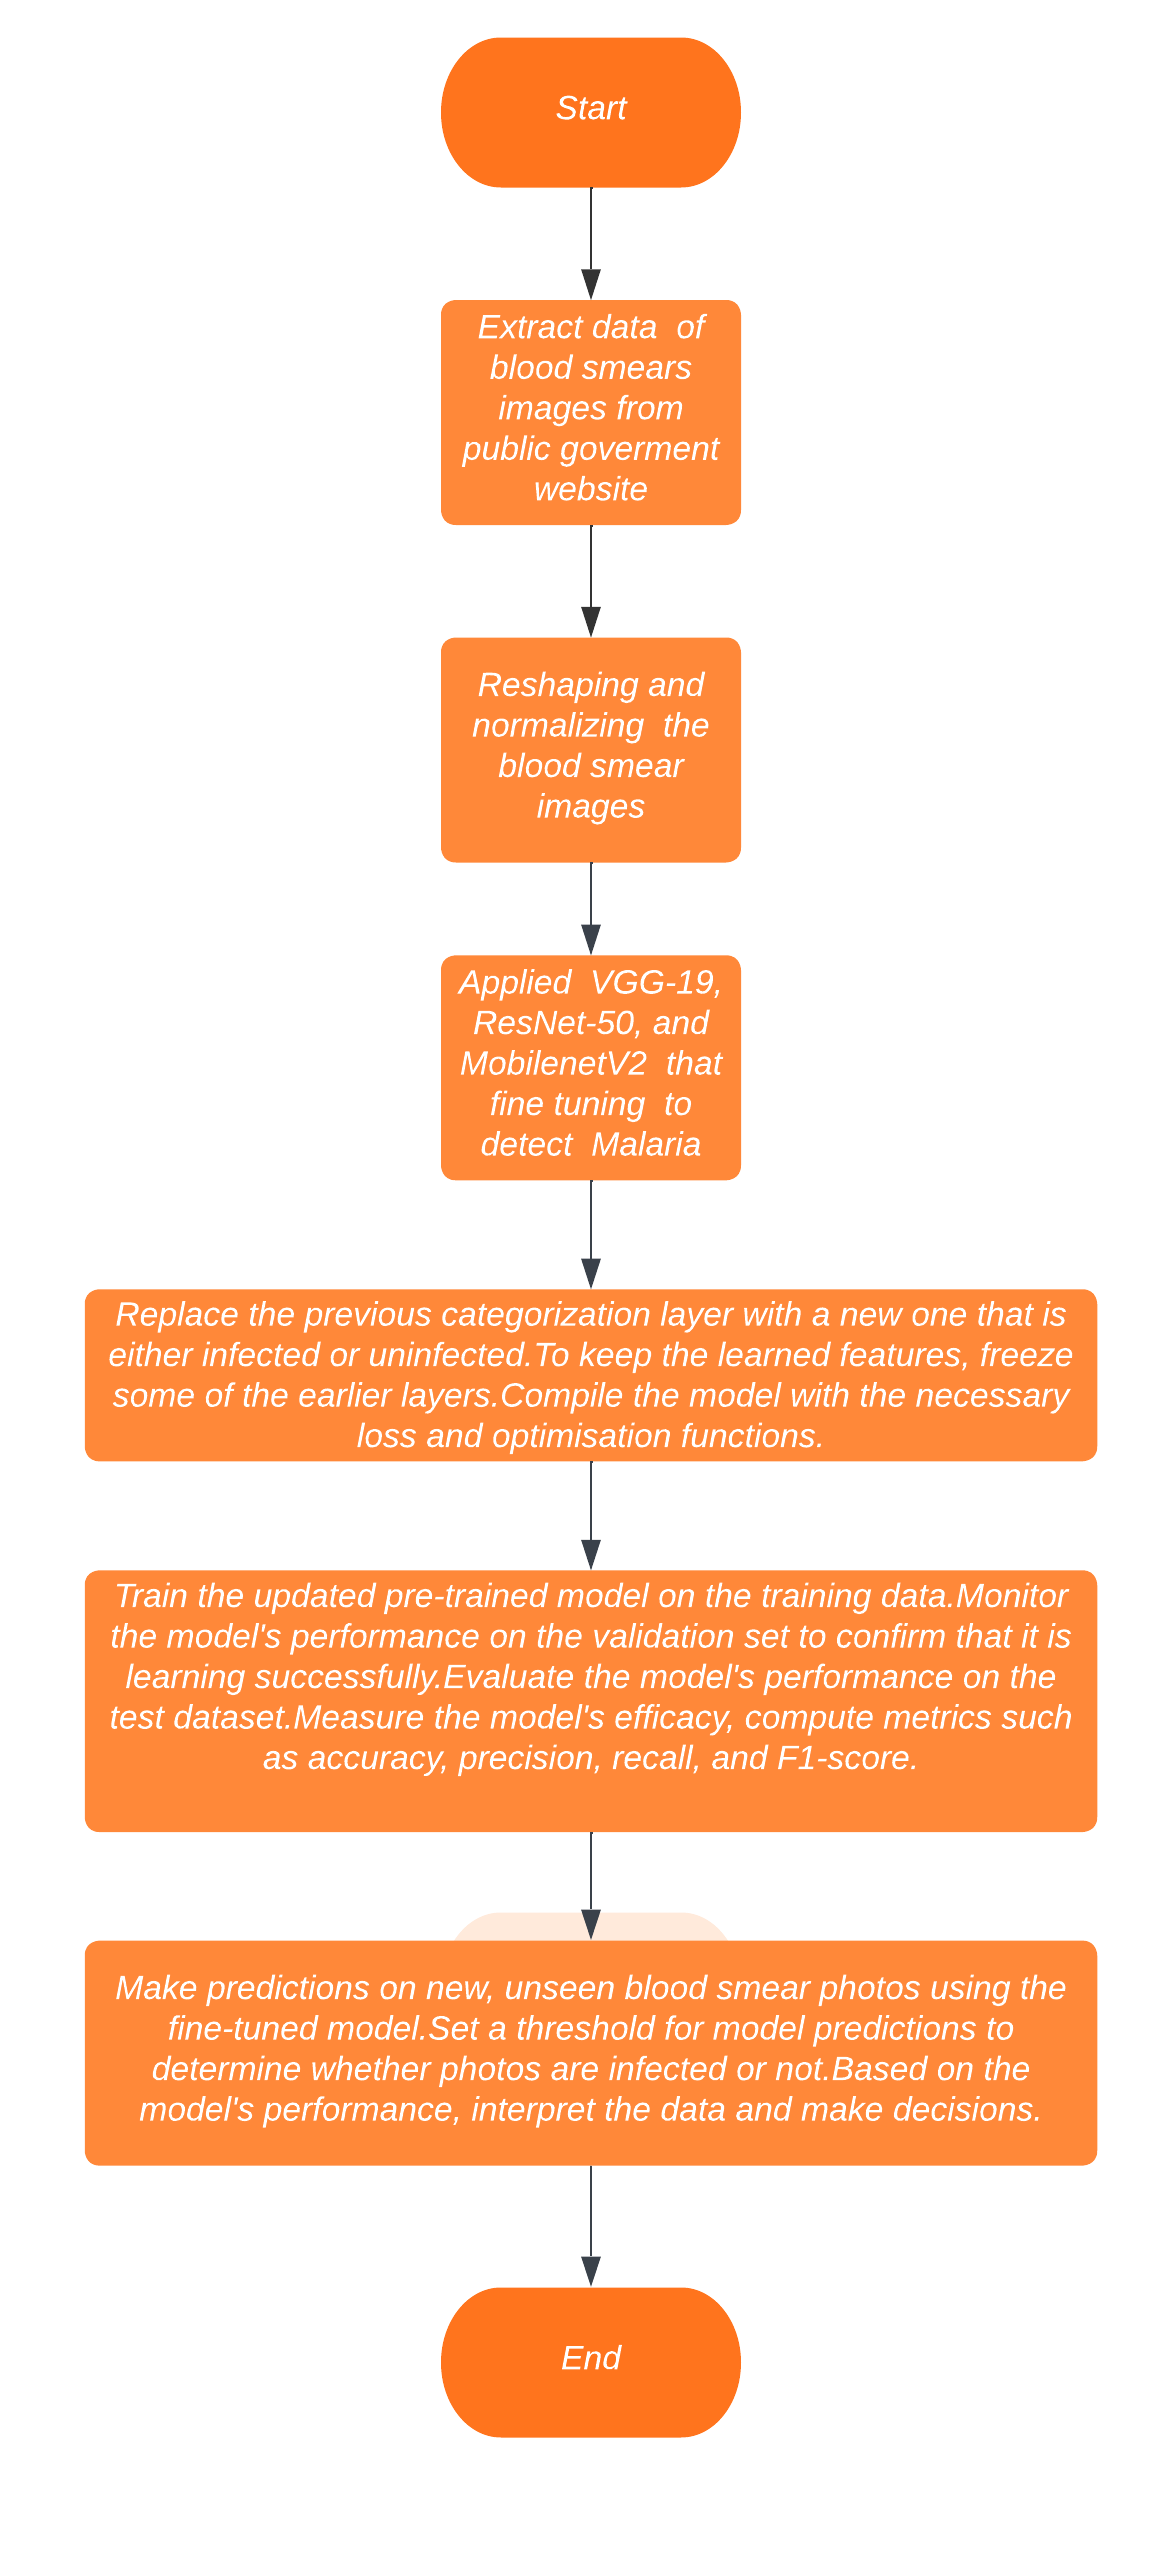 Start
Extract data  of
blood smears
images from
public goverment
website
Reshaping and
normalizing  the
blood smear
images
Applied  VGG-19,
ResNet-50, and
MobilenetV2  that
fine tuning  to
detect  Malaria
Replace the previous categorization layer with a new one that is
either infected or uninfected.To keep the learned features, freeze
some of the earlier layers.Compile the model with the necessary
loss and optimisation functions.
Train the updated pre-trained model on the training data.Monitor
the model's performance on the validation set to confirm that it is
learning successfully.Evaluate the model's performance on the
test dataset.Measure the model's efficacy, compute metrics such
as accuracy, precision, recall, and F1-score.
Make predictions on new, unseen blood smear photos using the
fine-tuned model.Set a threshold for model predictions to
determine whether photos are infected or not.Based on the
model's performance, interpret the data and make decisions.
End